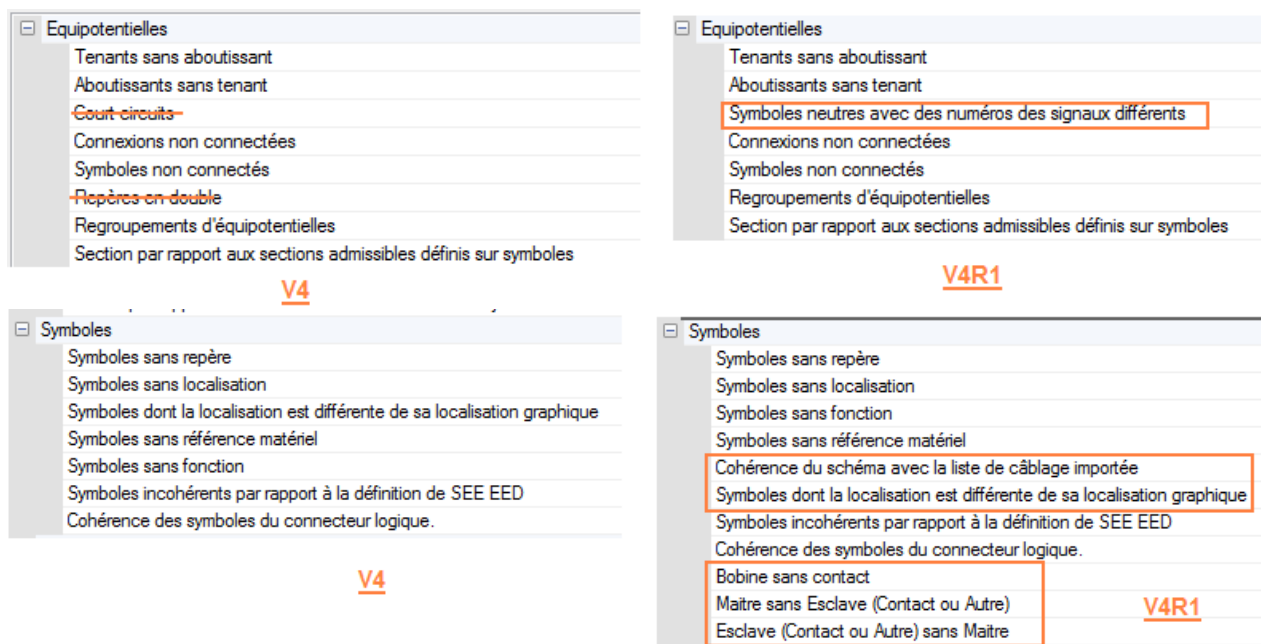 Equipotentielles
Tenants sans aboutissant
Aboutissants sans tenant
Court circuits
Connexions non connectées
Symboles non connectés
Repères en double
Regroupements d'équipotentielles
Section par rapport aux sections admissibles définis sur symboles
V4
Equipotentielles
Tenants sans aboutissant
Aboutissants sans tenant
Symboles neutres avec des numéros des signaux différents
Connexions non connectées
Symboles non connectés
Regroupements d'équipotentielles
Section par rapport aux sections admissibles définis sur symboles
V4R1
Symboles
Symboles sans repère
Symboles sans localisation
Symboles dont la localisation est différente de sa localisation graphique
Symboles sans référence matériel
Symboles sans fonction
Symboles incohérents par rapport à la définition de SEE EED
Cohérence des symboles du connecteur logique.
V4
Symboles
Symboles sans repère
Symboles sans localisation
Symboles sans fonction
Symboles sans référence matériel
Cohérence du schéma avec la liste de câblage importée
Symboles dont la localisation est différente de sa localisation graphique
Symboles incohérents par rapport à la définition de SEE EED
Cohérence des symboles du connecteur logique.
Bobine sans contact
Maitre sans Esclave (Contact ou Autre)
Esclave (Contact ou Autre) sans Maitre
V4R1